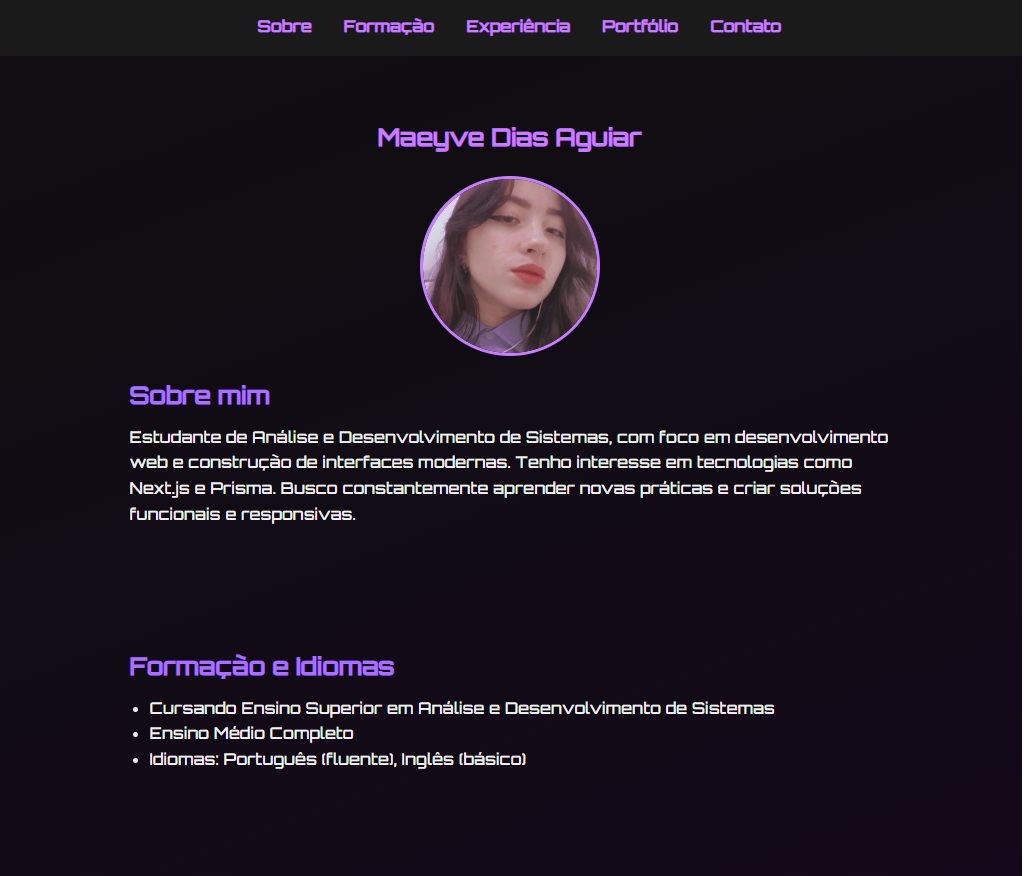 Sobre Formação Experiência Portfólio Contato
Maeyve Dias Aguiar
Sobre mim
Estudante de Análise e Desenvolvimento de Sistemas, com foco em desenvolvimento
web e construção de interfaces modernas. Tenho interesse em tecnologias como
Next.js e Prisma. Busco constantemente aprender novas práticas e criar soluções
funcionais e responsivas.
Formação e Idiomas
• Cursando Ensino Superior em Análise e Desenvolvimento de Sistemas
• Ensino Médio Completo
• Idiomas: Português (fluente), Inglês (básico)